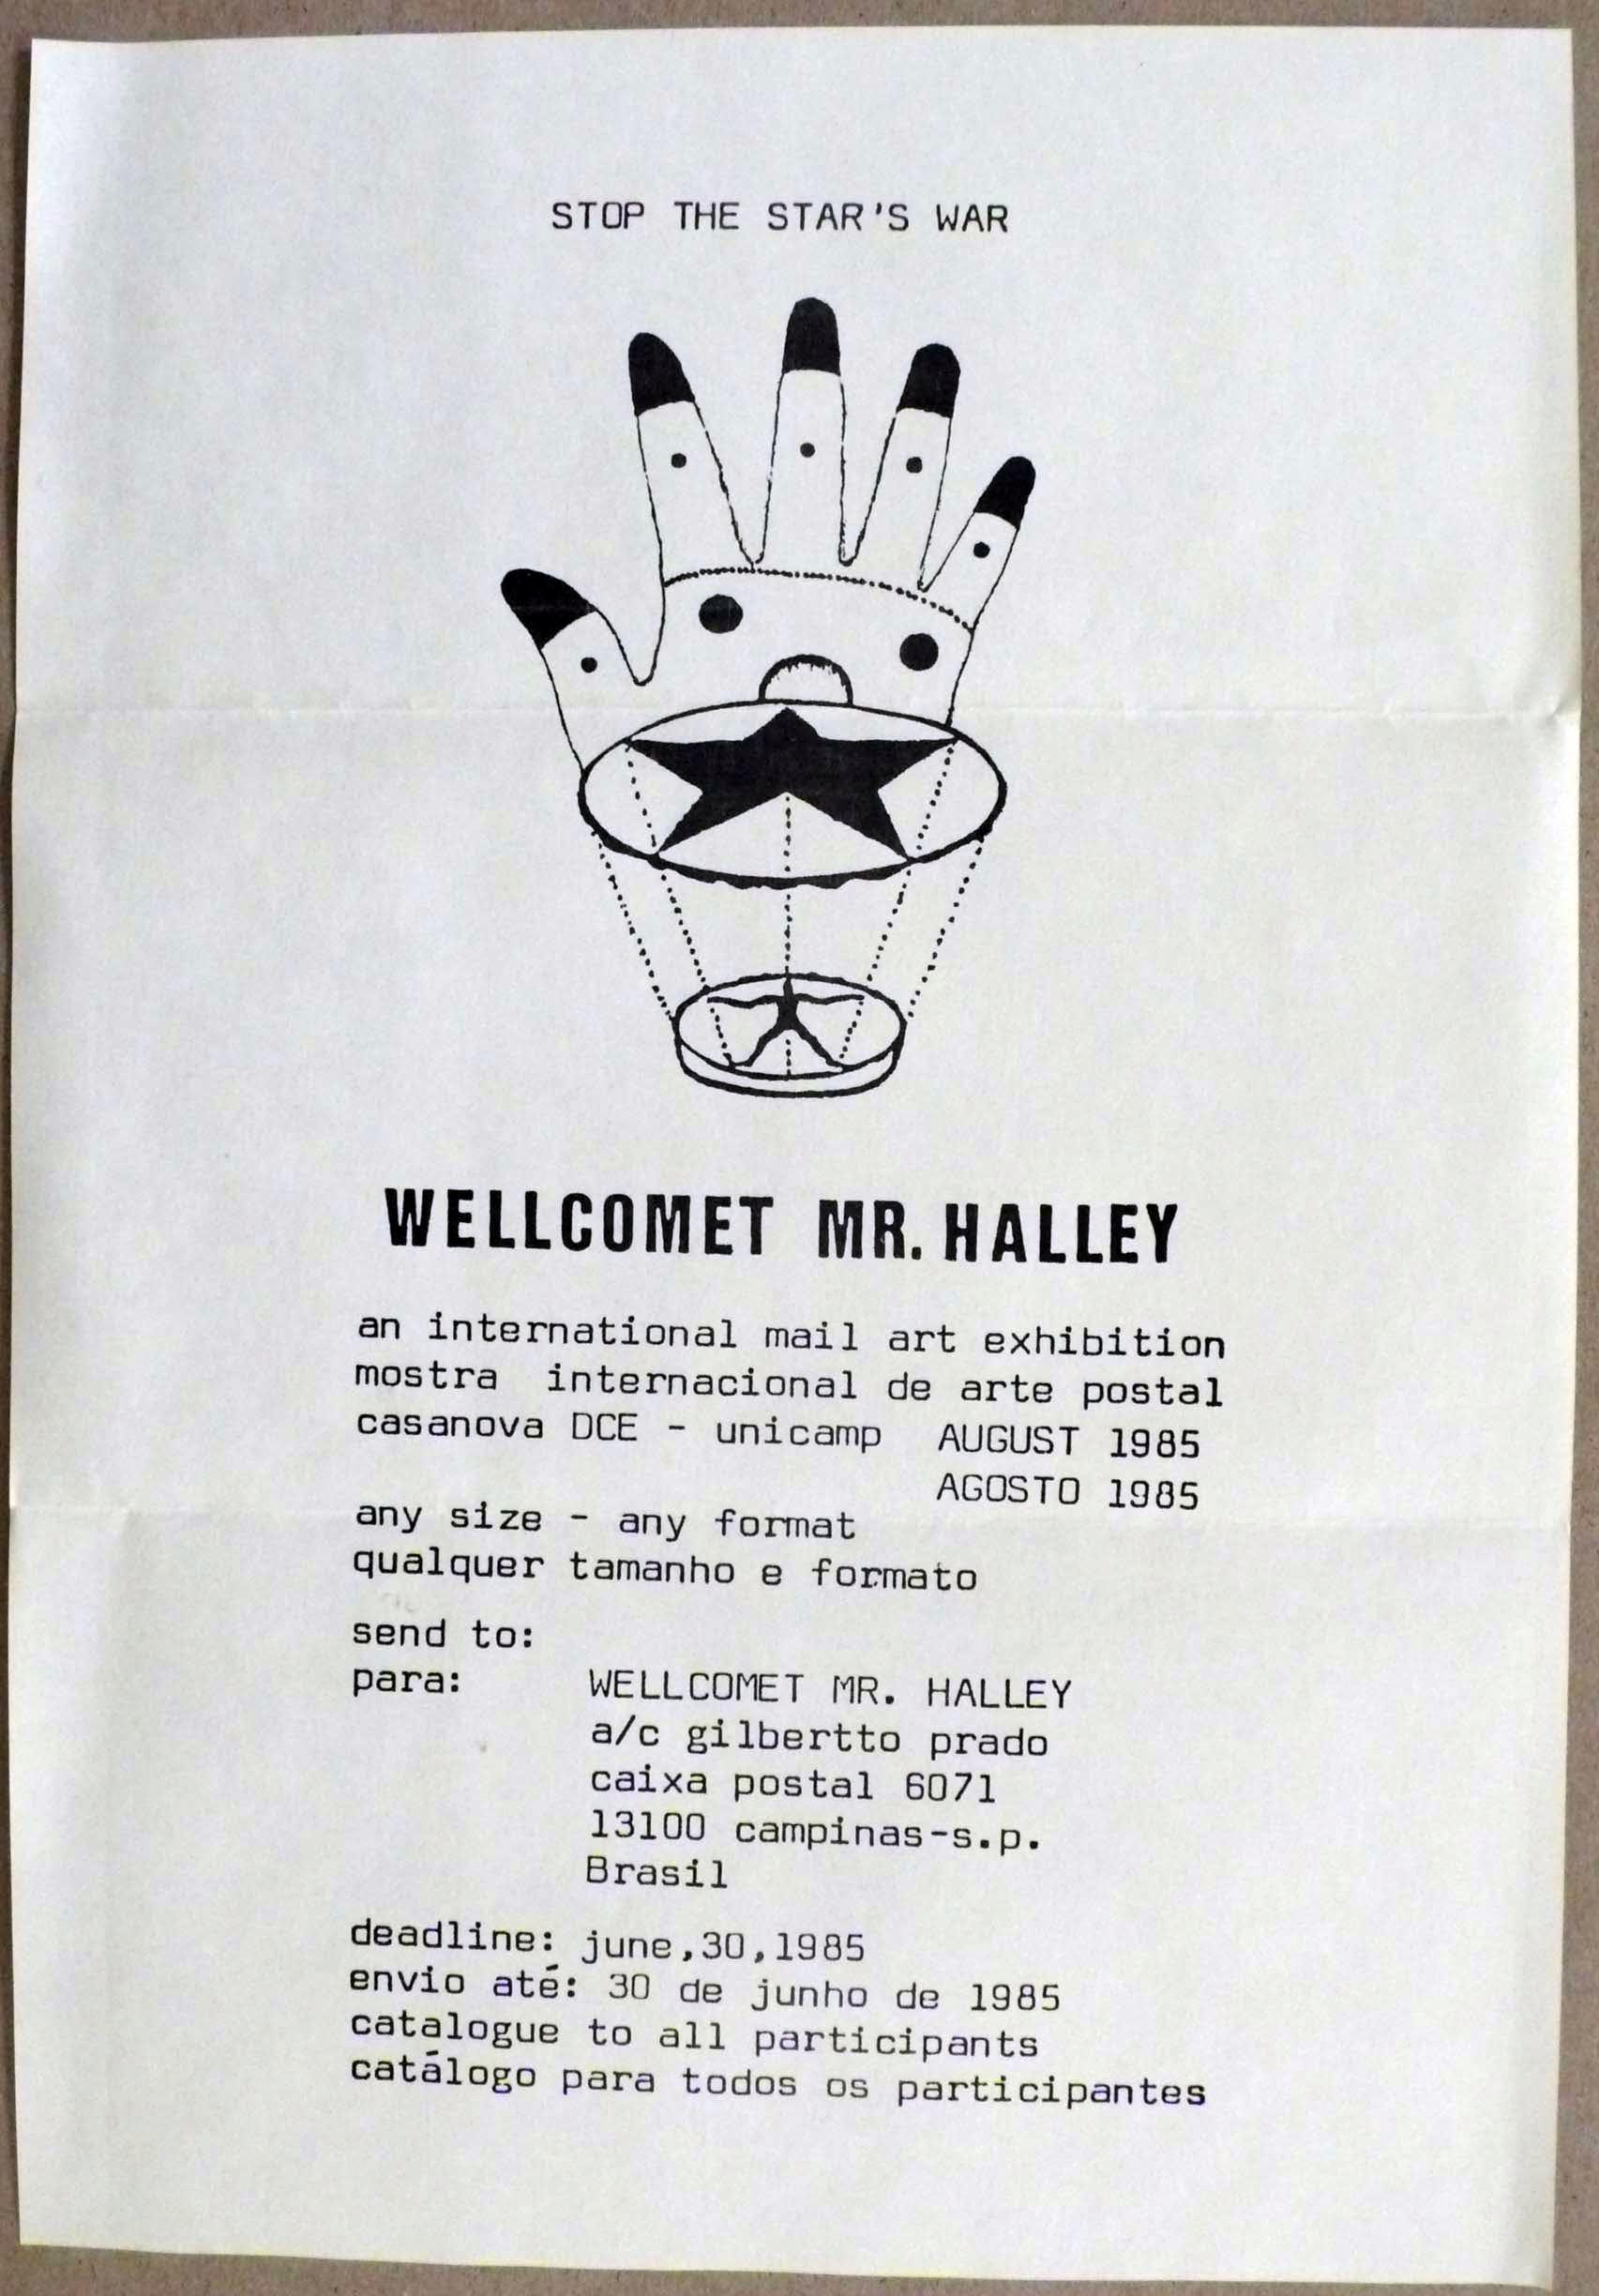 STOP THE STAR'S WAR
WELLCOMET MR. HALLEY
an international mail art exhibition
mostra internacional de arte postal
casanova DCE - unicamp AUGUST 1985
AGOSTO 1985
any size - any format
qualquer tamanho e formato
send to:
para: WELLCOMET MR. HALLEY
a/c gilbertto prado
caixa postal 6071
13100 campinas-s.p.
Brasil
deadline: june,30,1985
envio até: 30 de junho de 1985
catalogue to all participants
catálogo para todos os participantes